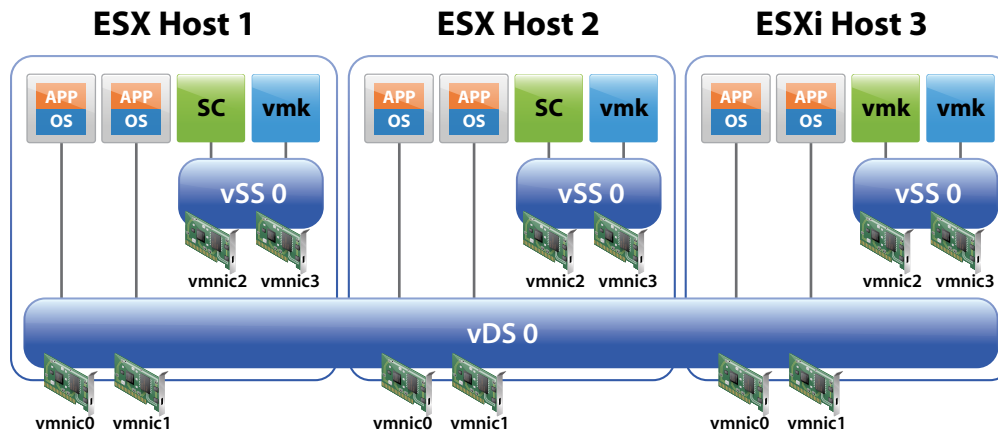 ESX Host 1 ESX Host 2 ESXi Host 3
APP APP SC vmk APP APP SC vmk APP APP vmk vmk
OS OS OS OS OS OS
vSS 0 vSS 0 vSS 0
vmnic2 vmnic3 vmnic2 vmnic3 vmnic2 vmnic3
vDS 0
vmnic0 vmnic1 vmnic0 vmnic1 vmnic0 vmnic1